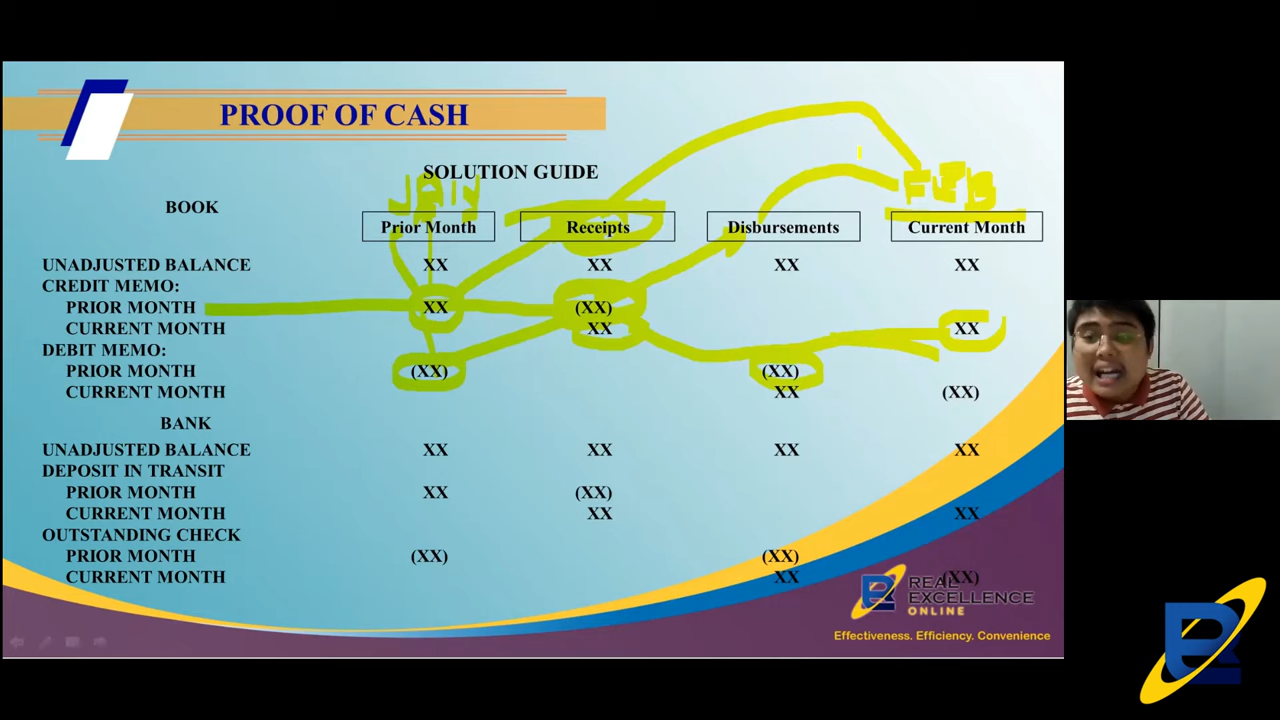 PROOF OF CASH
SOLUTION GUIDE
JAN FEB
BOOK
Prior Month Receipts Disbursements Current Month
UNADJUSTED BALANCE XX XX XX XX
CREDIT MEMO:
PRIOR MONTH XX (XX)
CURRENT MONTH XX XX
DEBIT MEMO:
PRIOR MONTH (XX) (XX)
CURRENT MONTH XX (XX)
BANK
UNADJUSTED BALANCE XX XX XX XX
DEPOSIT IN TRANSIT
PRIOR MONTH XX (XX)
CURRENT MONTH XX XX
OUTSTANDING CHECK
PRIOR MONTH (XX) (XX)
CURRENT MONTH XX (XX)
REAL
EXCELLENCE
ONLINE
Effectiveness. Efficiency. Convenience